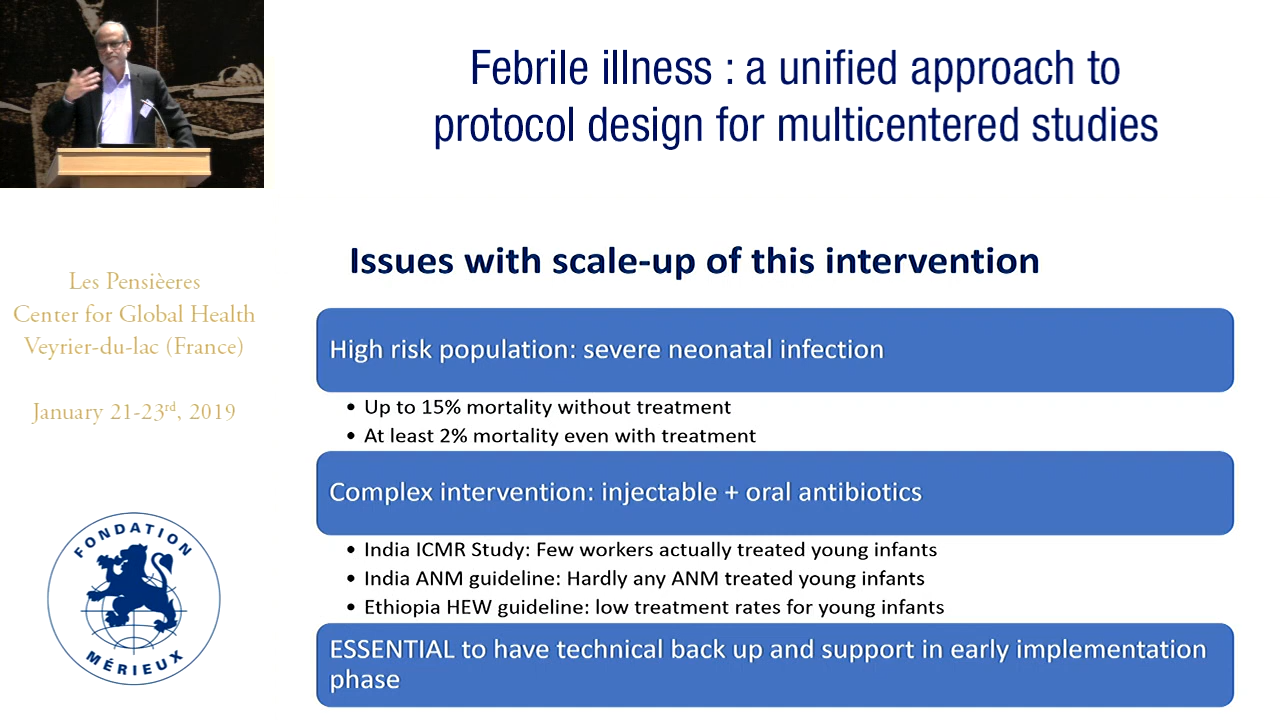 Febrile illness : a unified approach to
protocol design for multicentered studies
Les Pensièeres
Center for Global Health
Veyrier-du-lac (France)
January 21-23rd, 2019
FONDATION
MÉRIEUX
Issues with scale-up of this intervention
High risk population: severe neonatal infection
• Up to 15% mortality without treatment
• At least 2% mortality even with treatment
Complex intervention: injectable + oral antibiotics
• India ICMR Study: Few workers actually treated young infants
• India ANM guideline: Hardly any ANM treated young infants
• Ethiopia HEW guideline: low treatment rates for young infants
ESSENTIAL to have technical back up and support in early implementation
phase